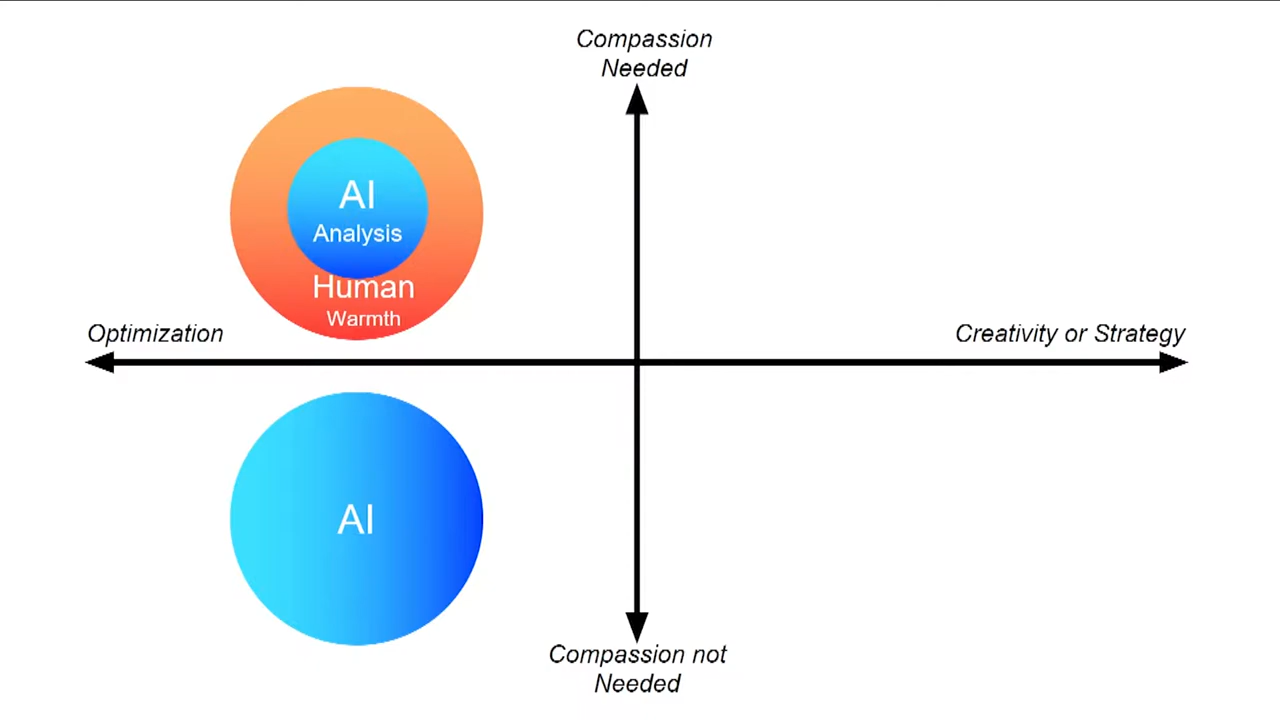 Compassion
Needed
AI
Analysis
Human
Warmth
Optimization
Creativity or Strategy
AI
Compassion not
Needed